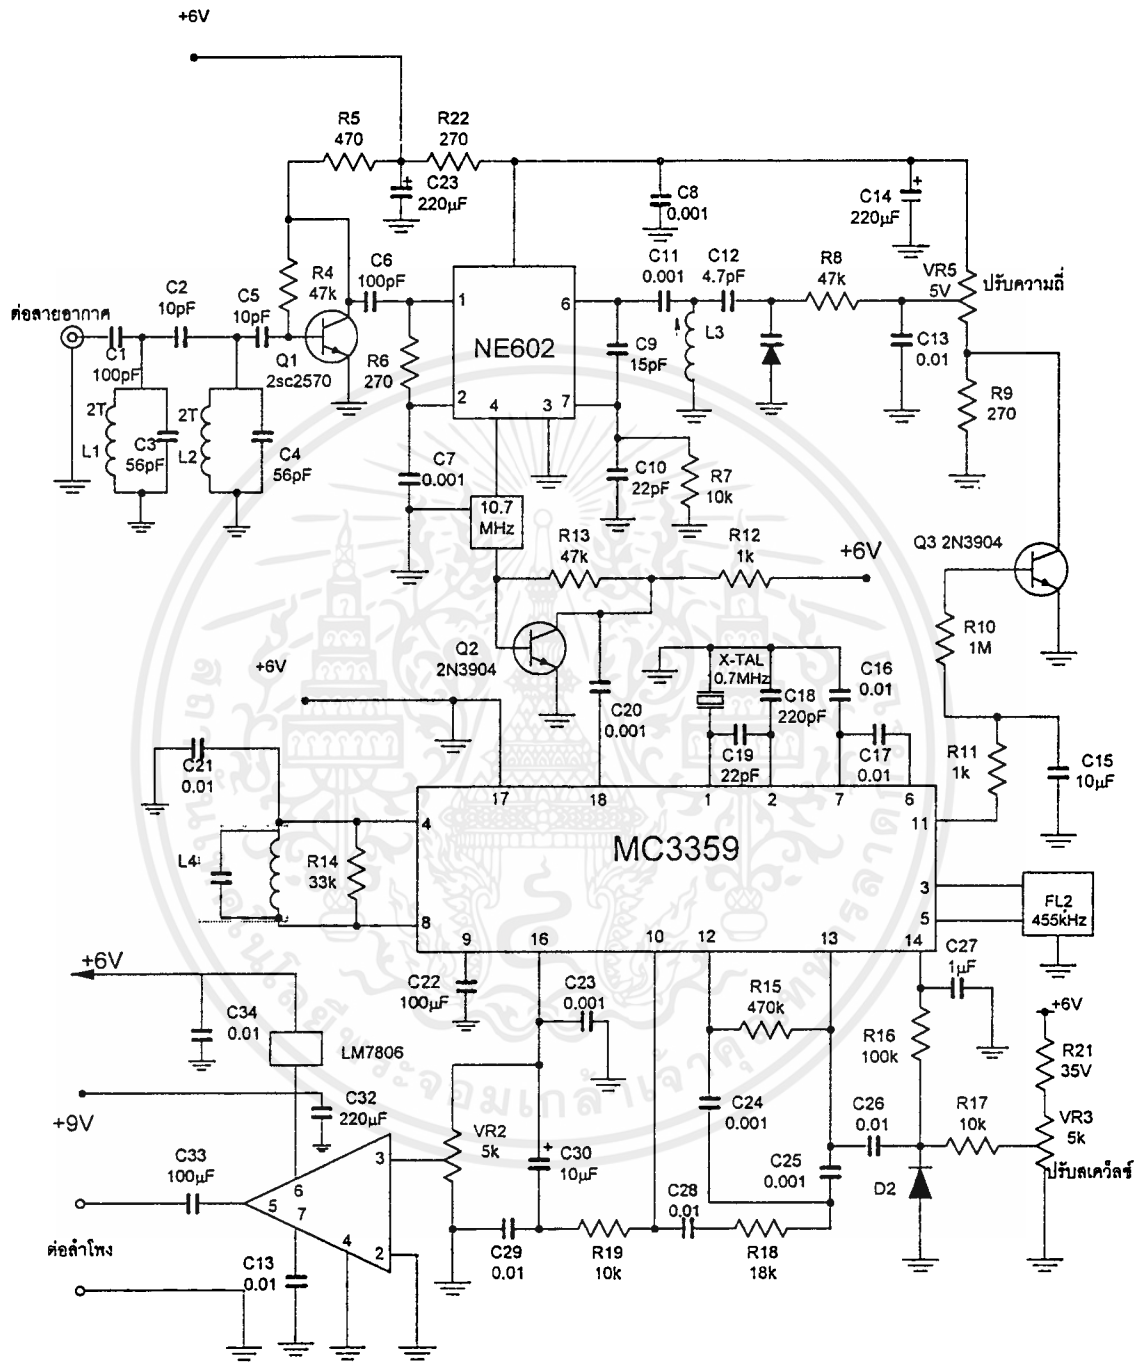 +6V
R5
470
R22
270
C23
220µF
C8
0.001
C14
220µF
R4
47k
C6
100pF
C11
0.001
C12
4.7pF
R8
47k
VR5
5V
ปรับความถี่
ต่อสายอากาศ
C2
10pF
C5
10pF
C1
100pF
Q1
2sc2570
R6
270
1
2
4
3
6
7
NE602
C9
15pF
L3
C13
0.01
R9
270
2T
L1
C3
56pF
2T
L2
C4
56pF
C7
0.001
10.7
MHz
C10
22pF
R7
10k
R13
47k
R12
1k
+6V
Q3 2N3904
Q2
2N3904
R10
1M
+6V
X-TAL
0.7MHz
C16
0.01
C18
220pF
C20
0.001
C19
22pF
C17
0.01
R11
1k
C15
10µF
C21
0.01
17
18
1
2
7
6
11
4
MC3359
L4
R14
33k
3
5
FL2
455kHz
8
9
16
10
12
13
14
+6V
C22
100µF
C23
0.001
R15
470k
C27
1µF
+6V
C34
0.01
LM7806
R16
100k
R21
35V
+9V
C32
220µF
C24
0.001
C26
0.01
R17
10k
VR3
5k
ปรับสเควลซ์
VR2
5k
C30
10µF
C25
0.001
D2
C33
100µF
3
6
5
7
4
2
ต่อลำโพง
C13
0.01
C29
0.01
R19
10k
C28
0.01
R18
18k